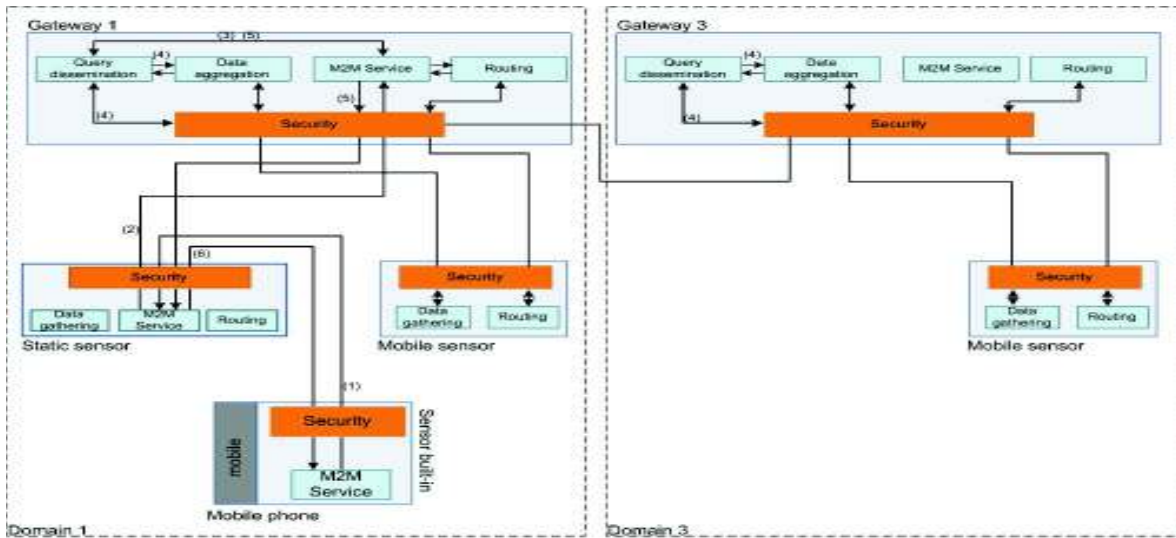 Gateway 1
(3) (5)
Query
dissemination
(4)
Data
aggregation
M2M Service
Routing
(5)
(4)
Security
Gateway 3
Query
dissemination
(4)
Data
aggregation
M2M Service
Routing
(4)
Security
(2)
(6)
Security
Data
gathering
M2M
Service
Routing
Static sensor
Security
Data
gathering
Routing
Mobile sensor
Security
Data
gathering
Routing
Mobile sensor
(1)
mobile
Security
M2M
Service
Sensor built-in
Mobile phone
Domain 1
Domain 3